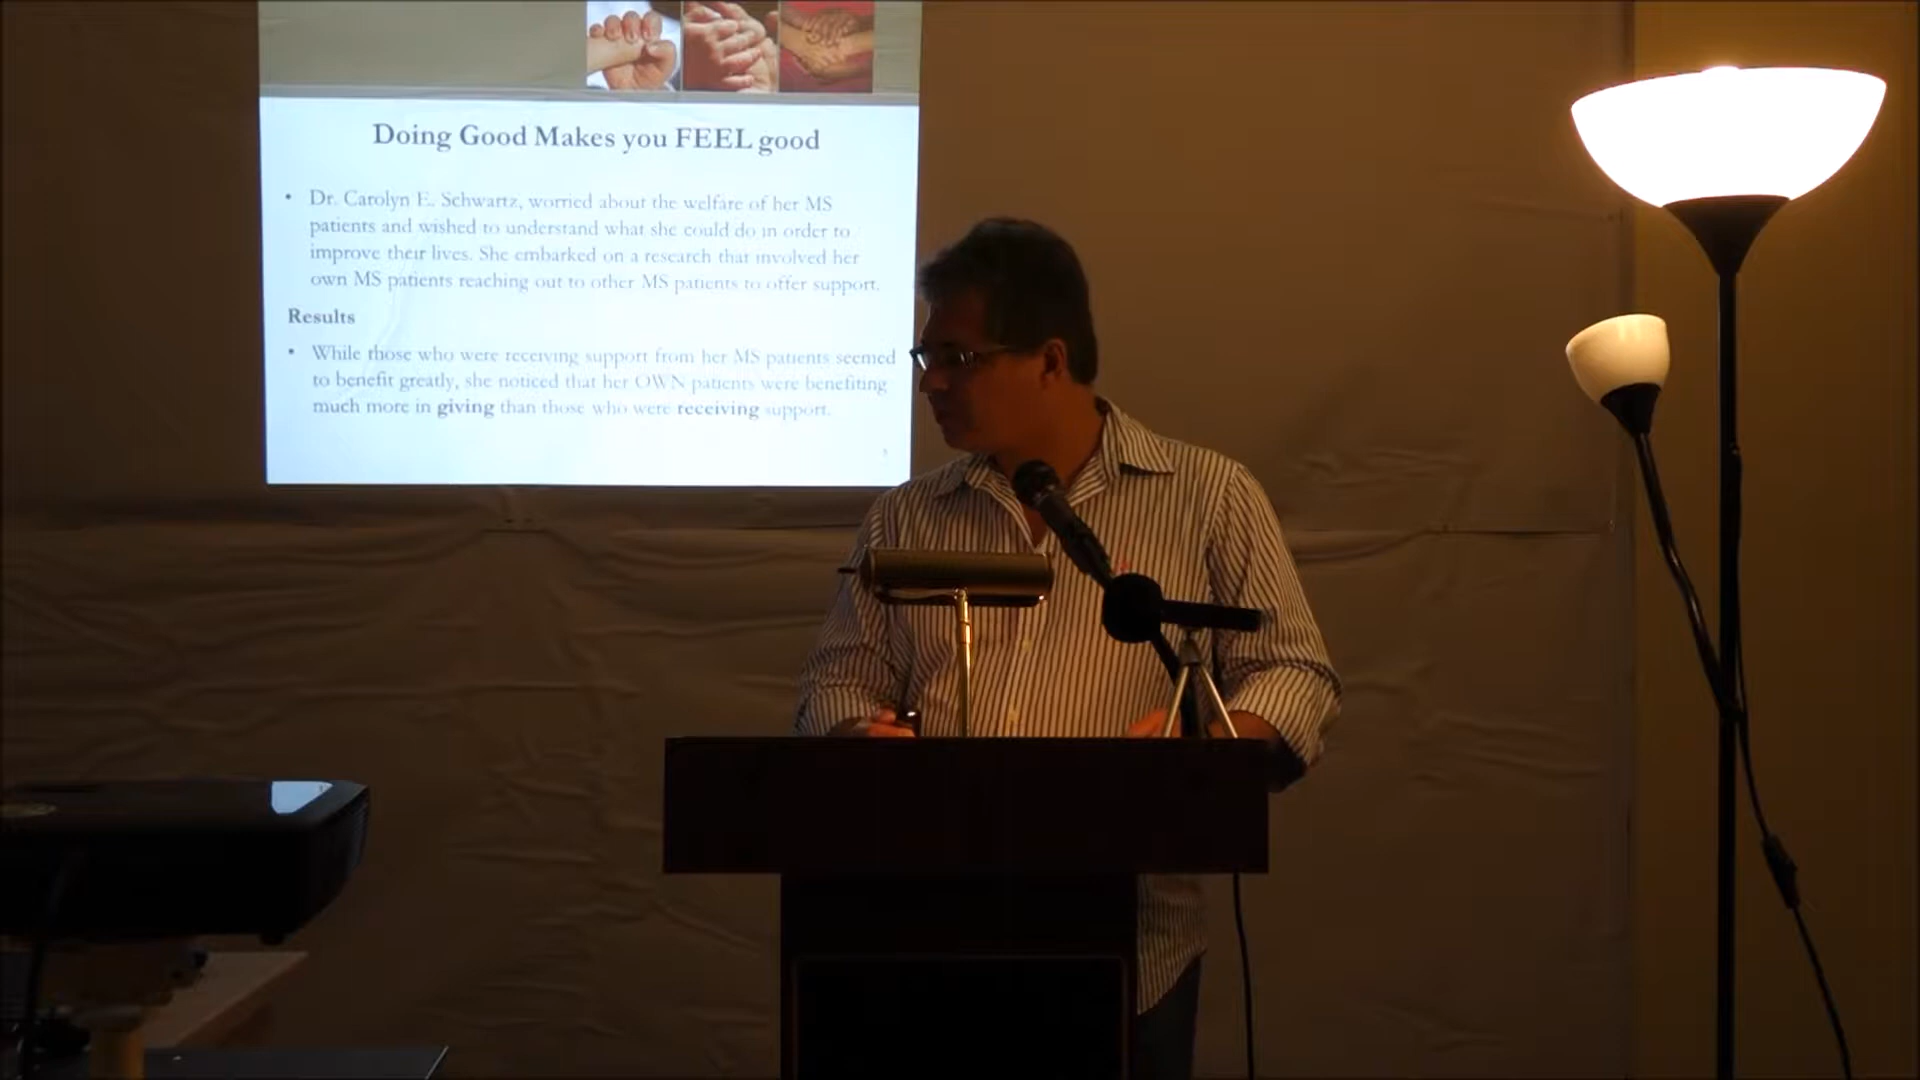 Doing Good Makes you FEEL good
• Dr. Carolyn E. Schwartz, worried about the welfare of her MS
patients and wished to understand what she could do in order to
improve their lives. She embarked on a research that involved her
own MS patients reaching out to other MS patients to offer support.
Results
• While those who were receiving support from her MS patients seemed
to benefit greatly, she noticed that her OWN patients were benefiting
much more in giving than those who were receiving support.